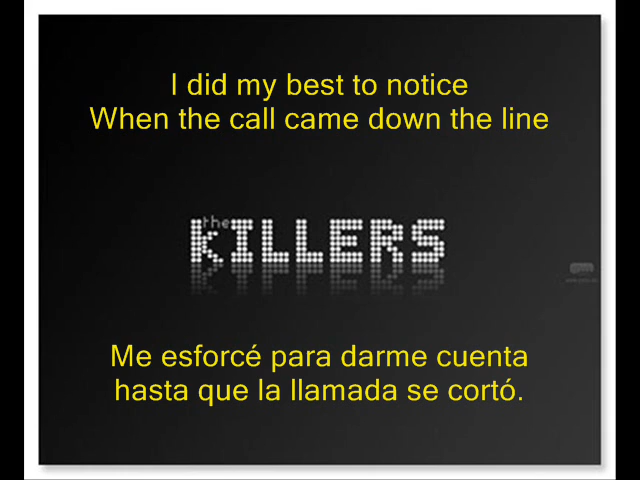 I did my best to notice
When the call came down the line
the
KILLERS
Me esforcé para darme cuenta
hasta que la llamada se cortó.